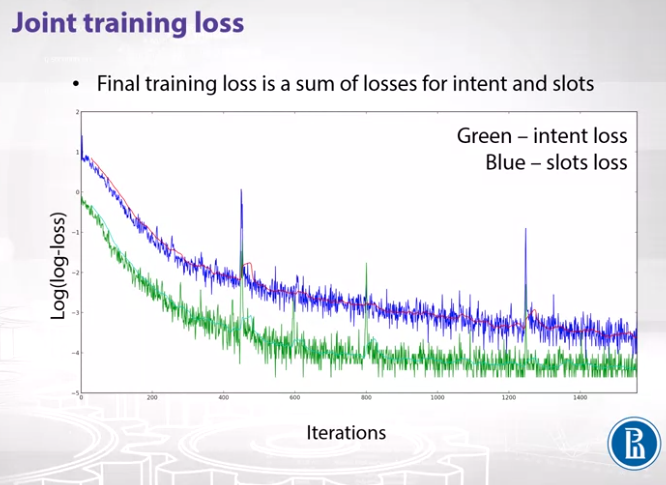 Joint training loss
• Final training loss is a sum of losses for intent and slots
Green – intent loss
Blue – slots loss
Log(log-loss)
2
1
0
−1
−2
−3
−4
−5
0 200 400 600 800 1000 1200 1400
Iterations